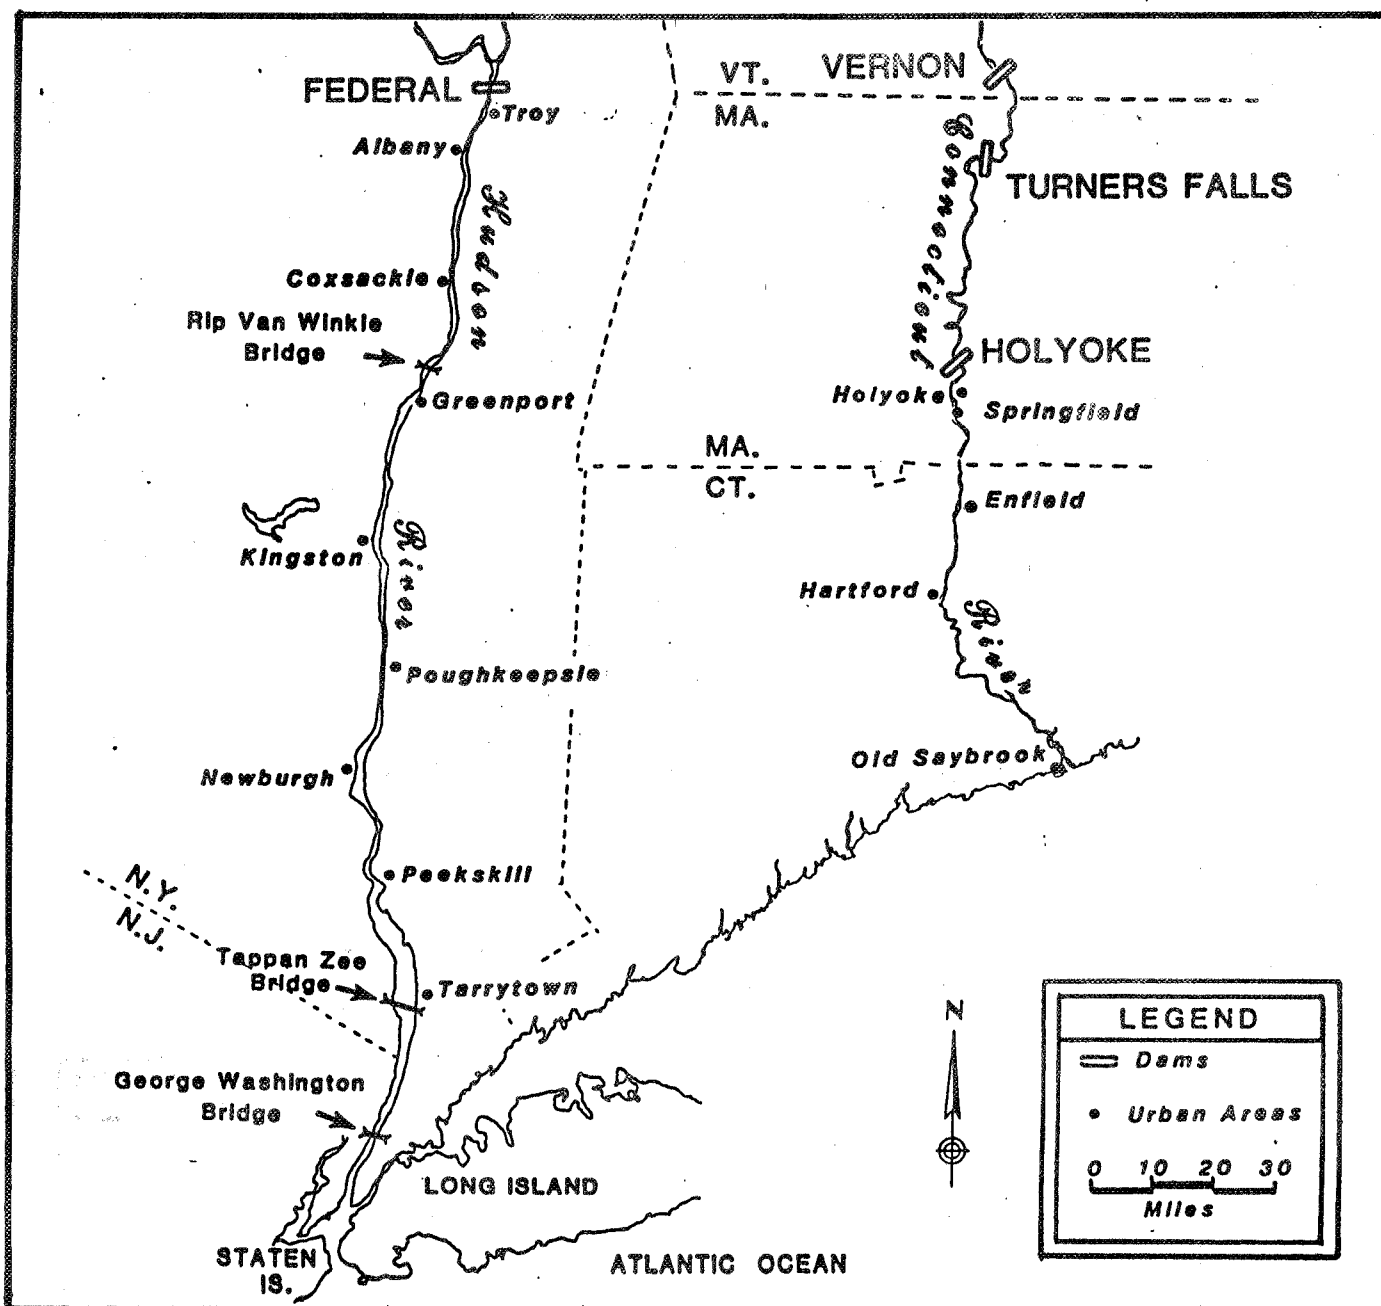 FEDERAL
Troy
Albany
Hudson
Coxsackie
Rip Van Winkle
Bridge
Greenport
Kingston
River
Poughkeepsie
Newburgh
Peekskill
N.Y.
N.J.
Tappan Zee
Bridge
Tarrytown
George Washington
Bridge
LONG ISLAND
STATEN
IS.
ATLANTIC OCEAN
VT.
MA.
VERNON
Connecticut
TURNERS FALLS
HOLYOKE
Holyoke
Springfield
MA.
CT.
Enfield
Hartford
River
Old Saybrook
N
LEGEND
Dams
Urban Areas
0 10 20 30
Miles